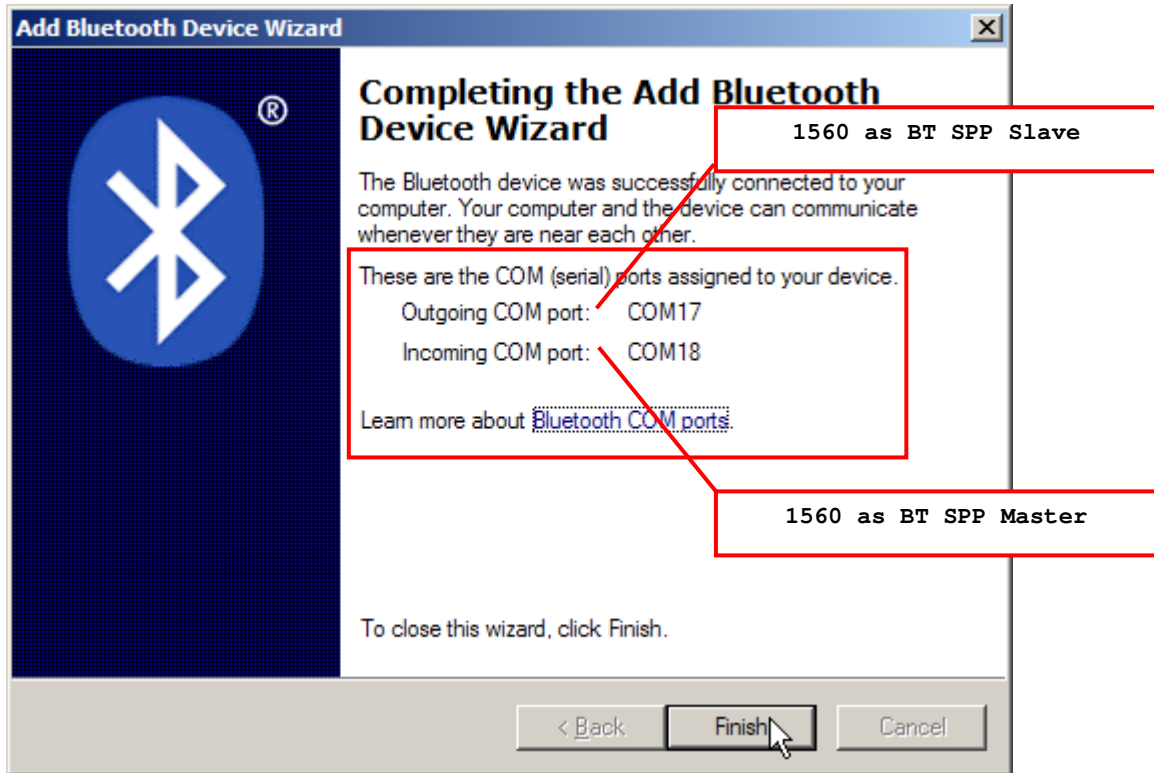 Add Bluetooth Device Wizard
®
Completing the Add Bluetooth
Device Wizard
1560 as BT SPP Slave
The Bluetooth device was successfully connected to your
computer. Your computer and the device can communicate
whenever they are near each other.
These are the COM (serial) ports assigned to your device.
Outgoing COM port: COM17
Incoming COM port: COM18
Learn more about Bluetooth COM ports.
1560 as BT SPP Master
To close this wizard, click Finish.
< Back Finish Cancel